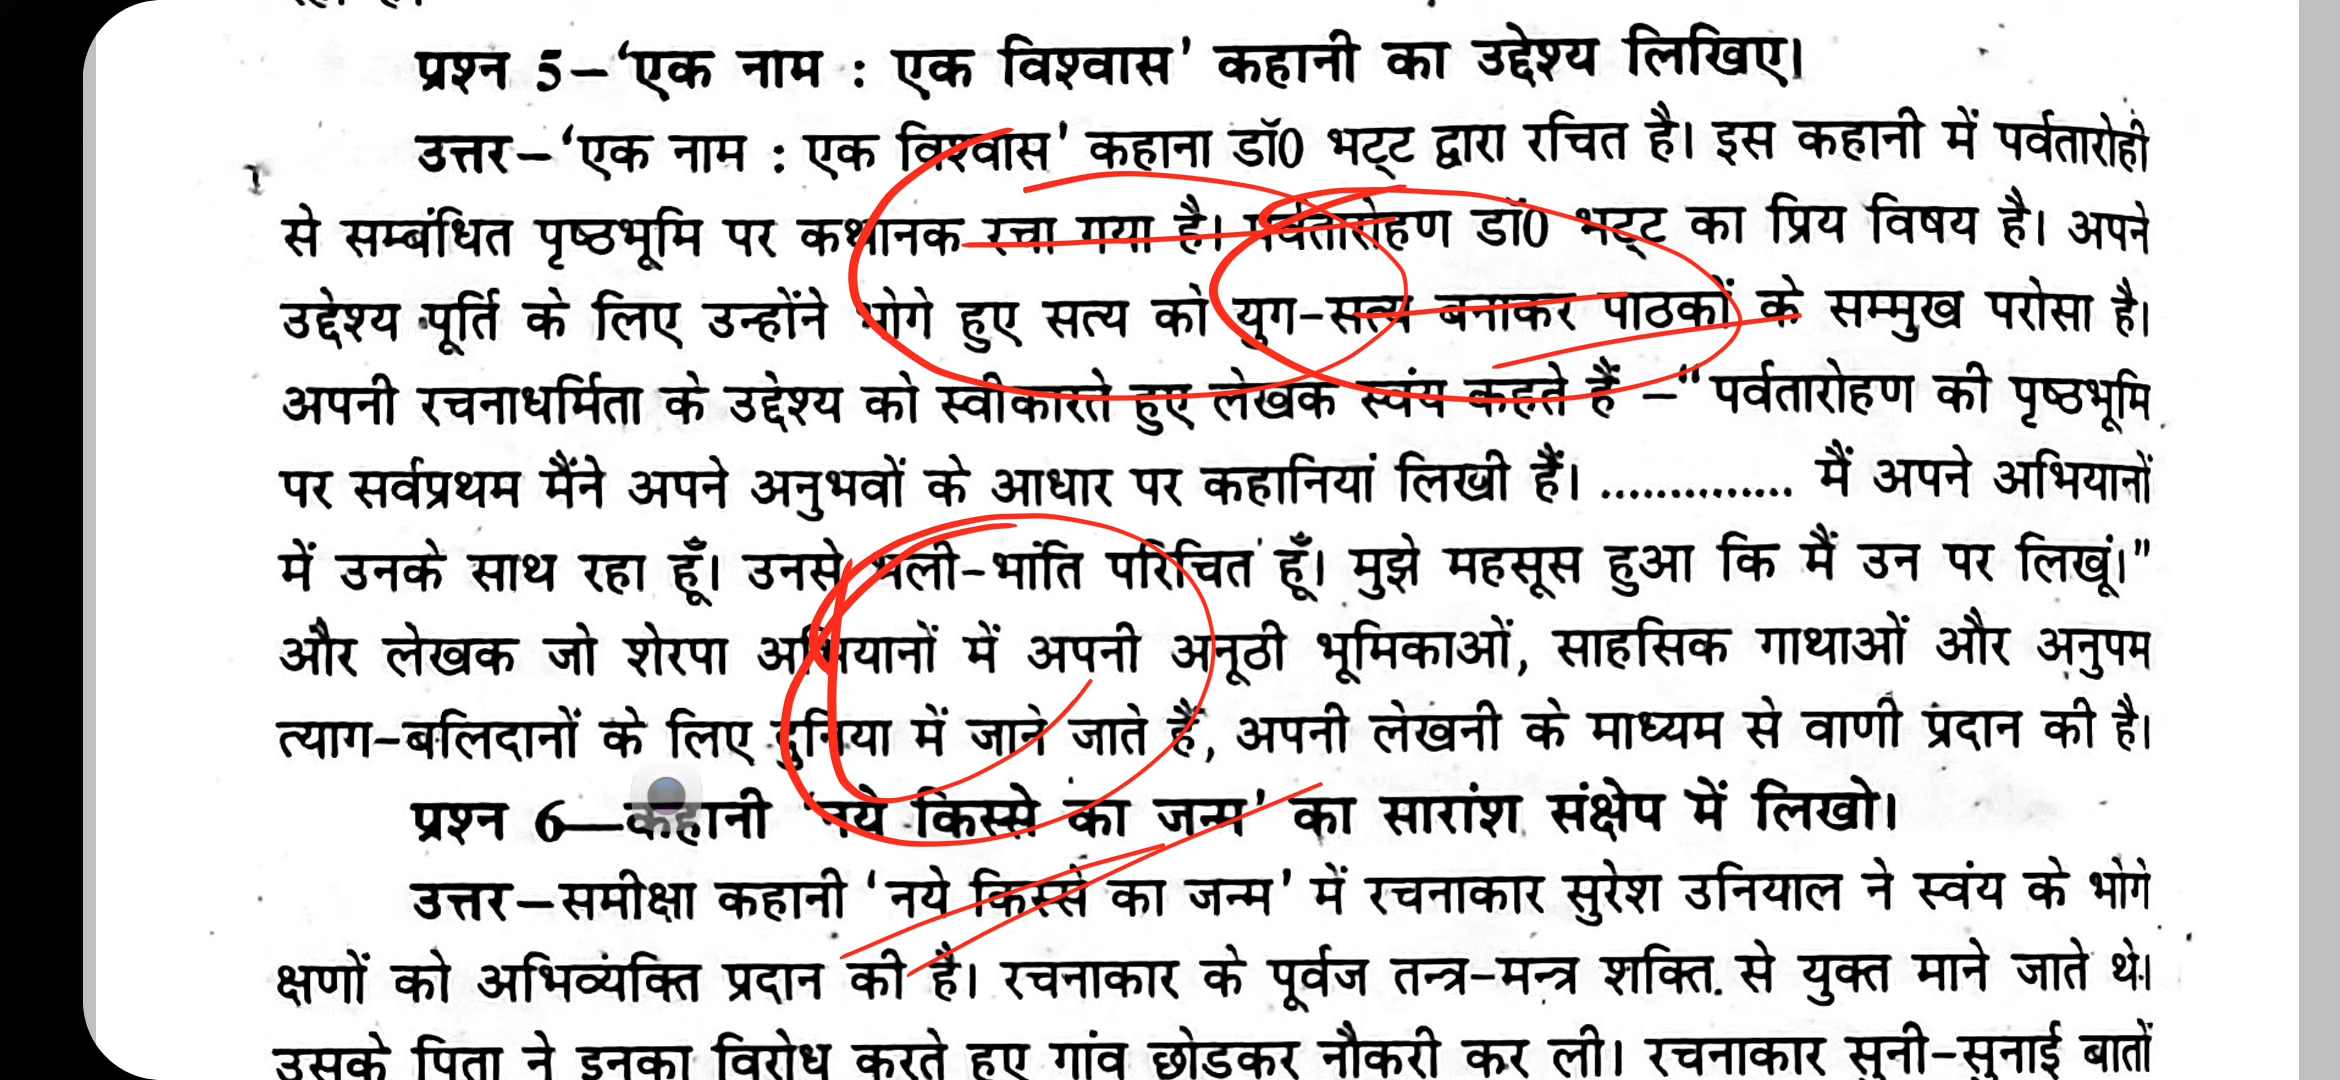 प्रश्न 5–‘एक नाम : एक विश्वास’ कहानी का उद्देश्य लिखिए।
उत्तर–‘एक नाम : एक विश्वास’ कहाना डॉ0 भट्ट द्वारा रचित है। इस कहानी में पर्वतारोही
से सम्बंधित पृष्ठभूमि पर कथानक रचा गया है। पर्वतारोहण डॉ0 भट्ट का प्रिय विषय है। अपने
उद्देश्य पूर्ति के लिए उन्होंने भोगे हुए सत्य को युग-सत्य बनाकर पाठकों के सम्मुख परोसा है।
अपनी रचनाधर्मिता के उद्देश्य को स्वीकारते हुए लेखक स्वंय कहते हैं –"पर्वतारोहण की पृष्ठभूमि
पर सर्वप्रथम मैंने अपने अनुभवों के आधार पर कहानियां लिखी हैं। .............. मैं अपने अभियानों
में उनके साथ रहा हूँ। उनसे भली-भांति परिचित हूँ। मुझे महसूस हुआ कि मैं उन पर लिखूं।"
और लेखक जो शेरपा अभियानों में अपनी अनूठी भूमिकाओं, साहसिक गाथाओं और अनुपम
त्याग-बलिदानों के लिए दुनिया में जाने जाते हैं, अपनी लेखनी के माध्यम से वाणी प्रदान की है।
प्रश्न 6—कहानी ‘नये किस्से का जन्म’ का सारांश संक्षेप में लिखो।
उत्तर–समीक्षा कहानी ‘नये किस्से का जन्म’ में रचनाकार सुरेश उनियाल ने स्वंय के भोगे
क्षणों को अभिव्यंक्ति प्रदान की है। रचनाकार के पूर्वज तन्त्र-मन्त्र शक्ति. से युक्त माने जाते थे।
उसके पिता ने इनका विरोध करते हुए गांव छोडकर नौकरी कर ली। रचनाकार सुनी-सुनाई बातों